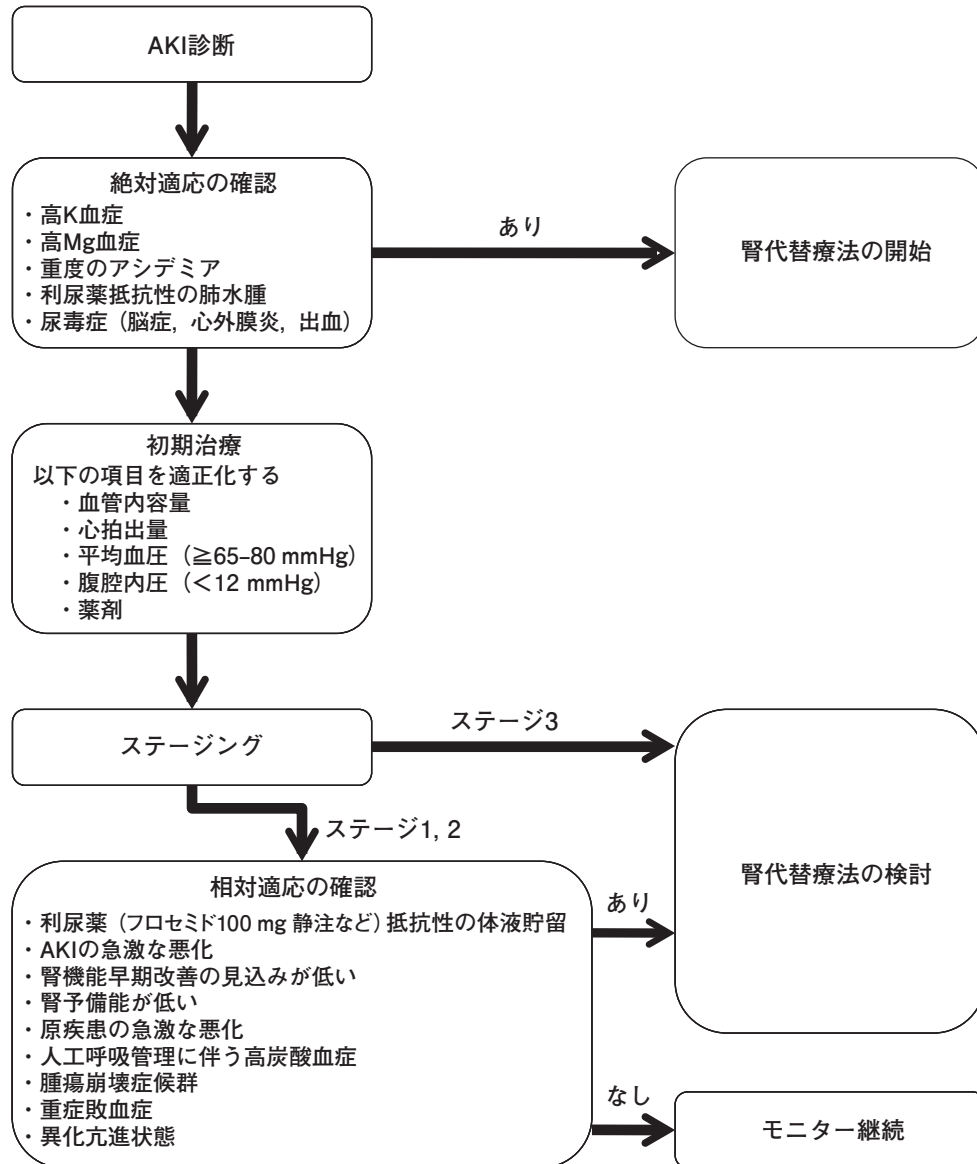 AKI診断
絶対適応の確認
・高K血症
・高Mg血症
・重度のアシデミア
・利尿薬抵抗性の肺水腫
・尿毒症（脳症, 心外膜炎, 出血）
あり
腎代替療法の開始
初期治療
以下の項目を適正化する
・血管内容量
・心拍出量
・平均血圧（≧65–80 mmHg）
・腹腔内圧（＜12 mmHg）
・薬剤
ステージング
ステージ3
ステージ1, 2
腎代替療法の検討
相対適応の確認
・利尿薬（フロセミド100 mg 静注など）抵抗性の体液貯留
・AKIの急激な悪化
・腎機能早期改善の見込みが低い
・腎予備能が低い
・原疾患の急激な悪化
・人工呼吸管理に伴う高炭酸血症
・腫瘍崩壊症候群
・重症敗血症
・異化亢進状態
あり
なし
モニター継続